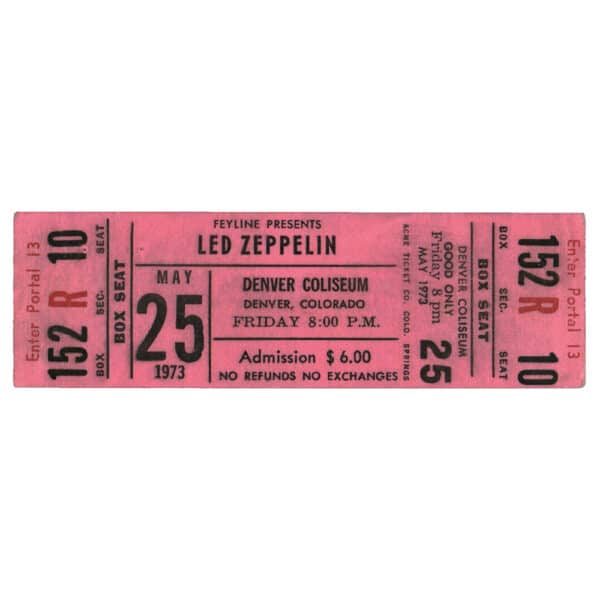 Enter Portal 13
152 R 10
BOX SEC. SEAT
BOX SEAT
FEYLINE PRESENTS
LED ZEPPELIN
MAY
25
1973
DENVER COLISEUM
DENVER, COLORADO
FRIDAY 8:00 P.M.
Admission $ 6.00
NO REFUNDS NO EXCHANGES
ACME TICKET CO. COLO. SPRINGS
25
MAY 1973
Friday 8 pm
GOOD ONLY
DENVER COLISEUM
BOX SEAT
BOX SEC. SEAT
152 R 10
Enter Portal 13